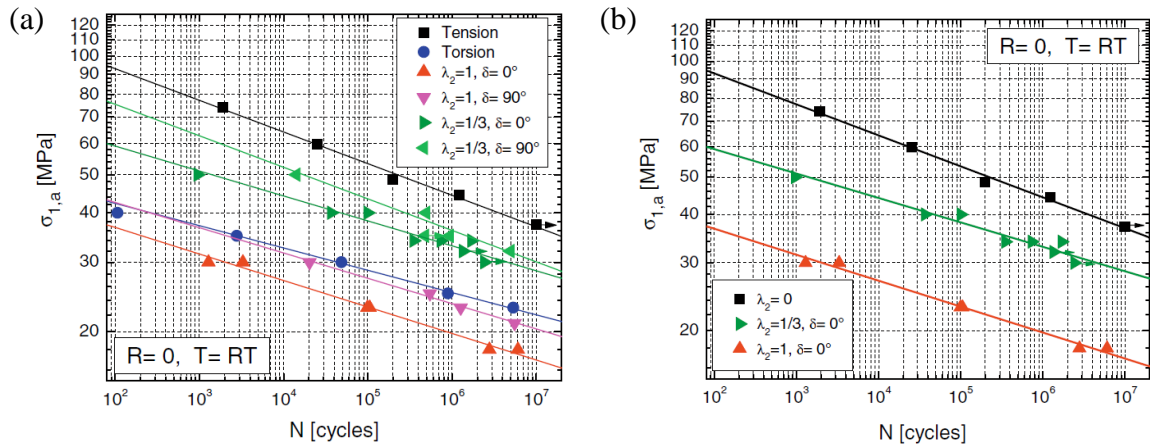 (a)
120
100
90
80
70
60
50
40
30
20
σ1,a [MPa]
Tension
Torsion
λ2=1, δ= 0°
λ2=1, δ= 90°
λ2=1/3, δ= 0°
λ2=1/3, δ= 90°
R= 0, T= RT
10^2 10^3 10^4 10^5 10^6 10^7
N [cycles]
(b)
120
100
90
80
70
60
50
40
30
20
σ1,a [MPa]
R= 0, T= RT
λ2= 0
λ2=1/3, δ= 0°
λ2=1, δ= 0°
10^2 10^3 10^4 10^5 10^6 10^7
N [cycles]